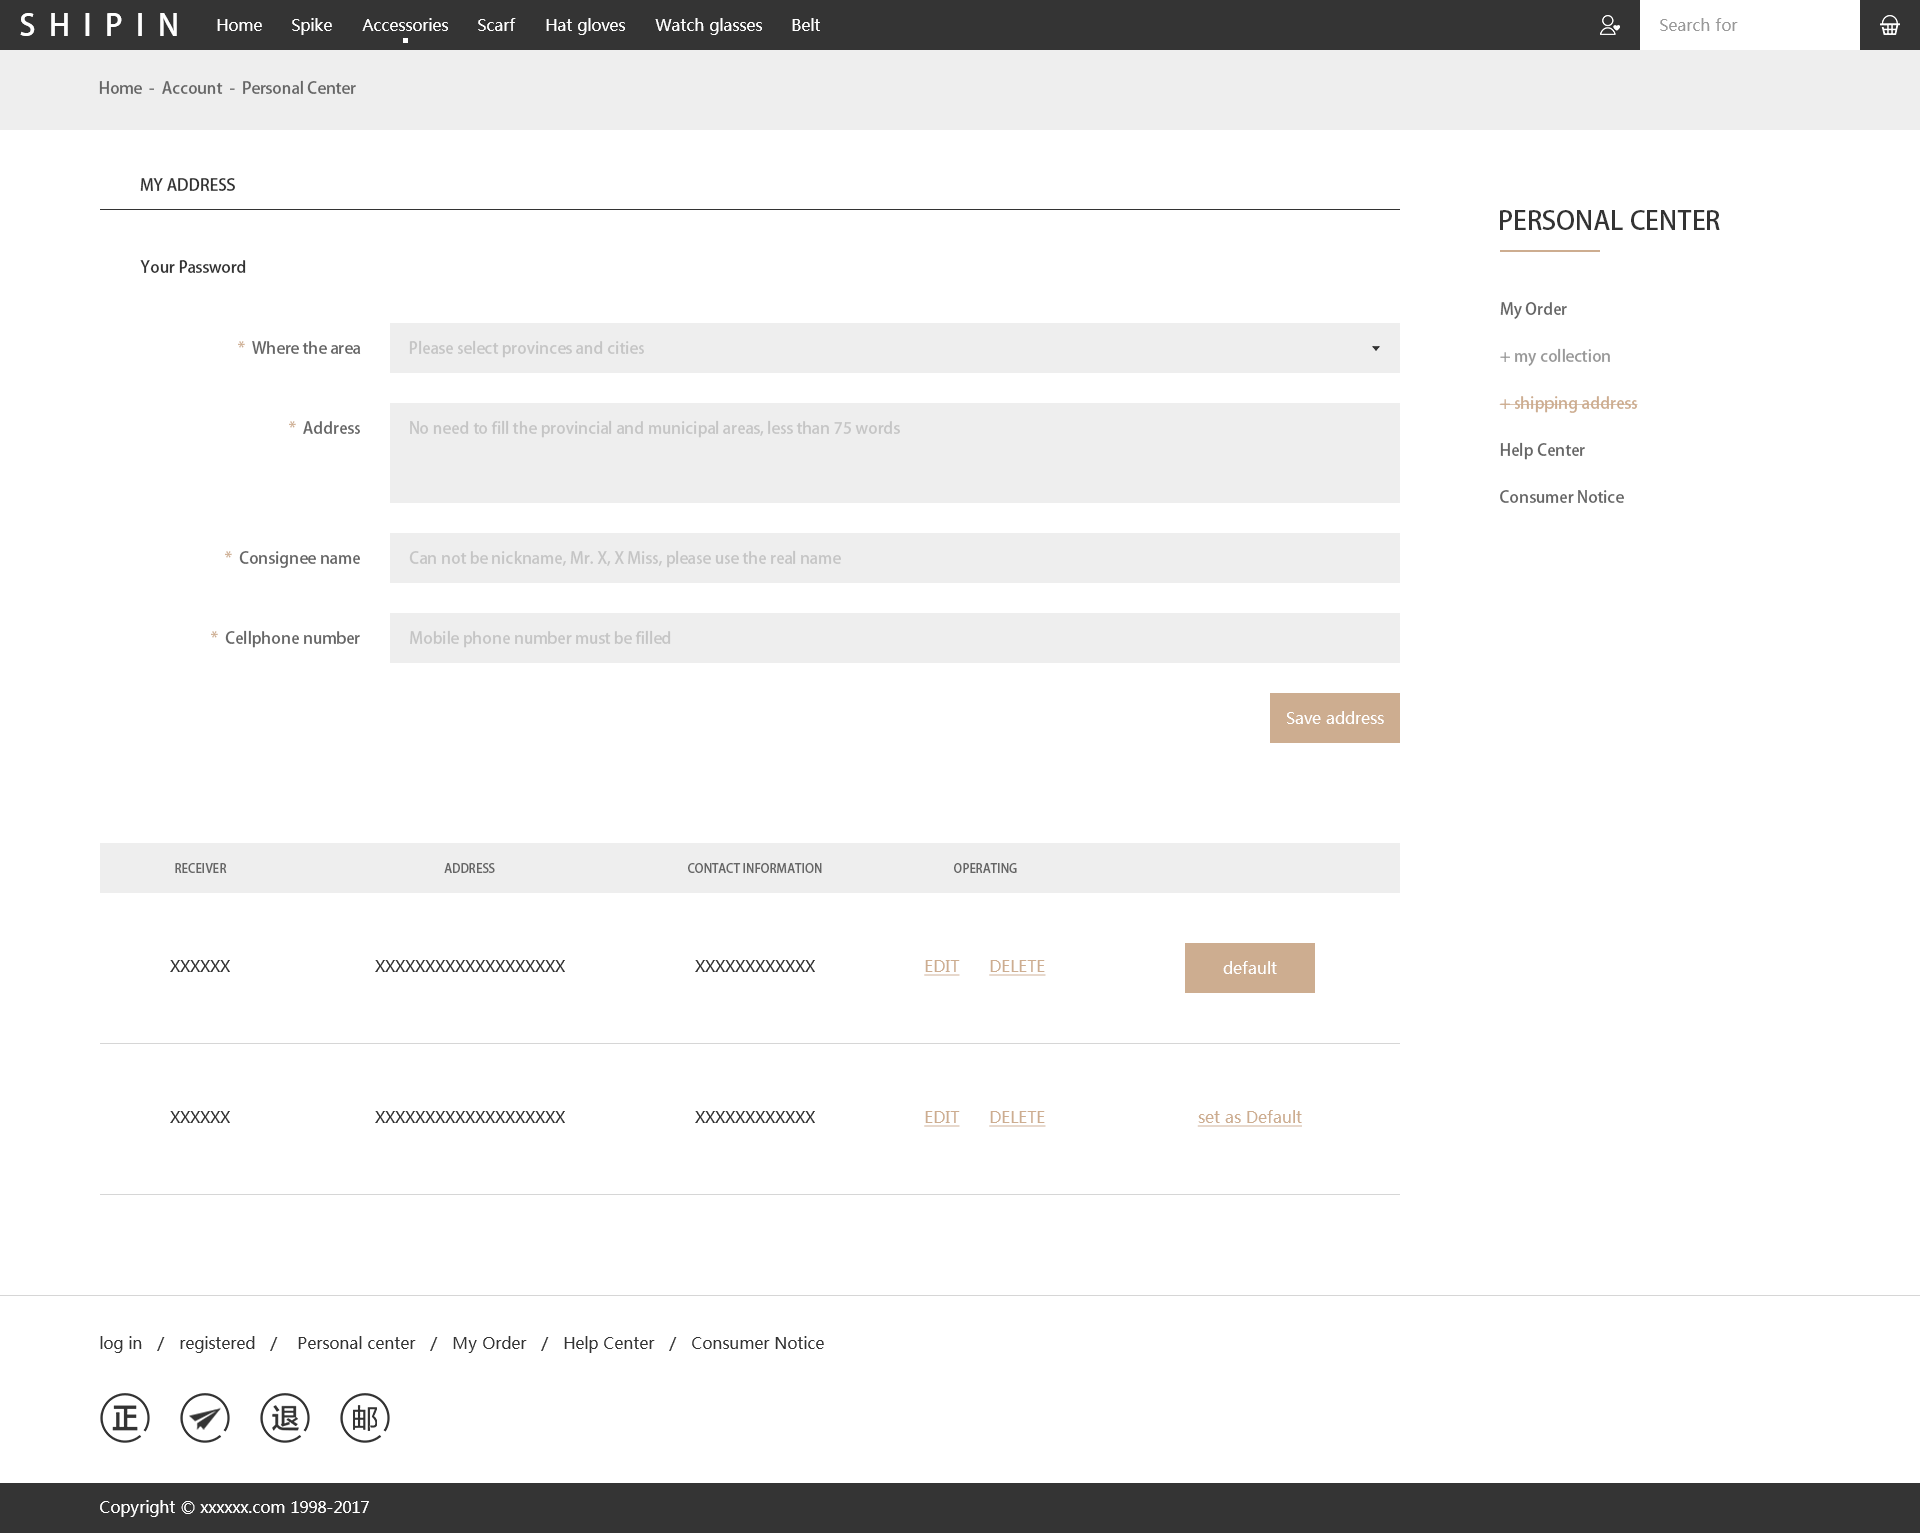 SHIPIN Home Spike Accessories Scarf Hat gloves Watch glasses Belt Search for
Home - Account - Personal Center
MY ADDRESS
PERSONAL CENTER
Your Password
My Order
* Where the area Please select provinces and cities
+ my collection
+ shipping address
* Address No need to fill the provincial and municipal areas, less than 75 words
Help Center
Consumer Notice
* Consignee name Can not be nickname, Mr. X, X Miss, please use the real name
* Cellphone number Mobile phone number must be filled
Save address
RECEIVER ADDRESS CONTACT INFORMATION OPERATING
XXXXXX XXXXXXXXXXXXXXXXXXX XXXXXXXXXXXX EDIT DELETE default
XXXXXX XXXXXXXXXXXXXXXXXXX XXXXXXXXXXXX EDIT DELETE set as Default
log in / registered / Personal center / My Order / Help Center / Consumer Notice
正 退 邮
Copyright © xxxxxx.com 1998-2017